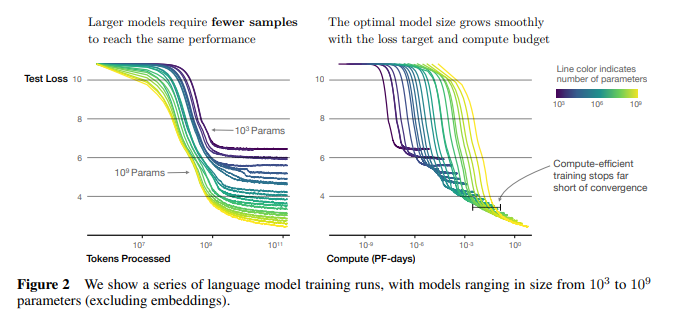 Larger models require fewer samples
to reach the same performance
The optimal model size grows smoothly
with the loss target and compute budget
Test Loss
10
8
6
4
10³ Params
10⁹ Params
10⁷
10⁹
10¹¹
Tokens Processed
10
8
6
4
Line color indicates
number of parameters
10³
10⁶
10⁹
Compute-efficient
training stops far
short of convergence
10⁻⁹
10⁻⁶
10⁻³
10⁰
Compute (PF-days)
Figure 2 We show a series of language model training runs, with models ranging in size from 10³ to 10⁹
parameters (excluding embeddings).